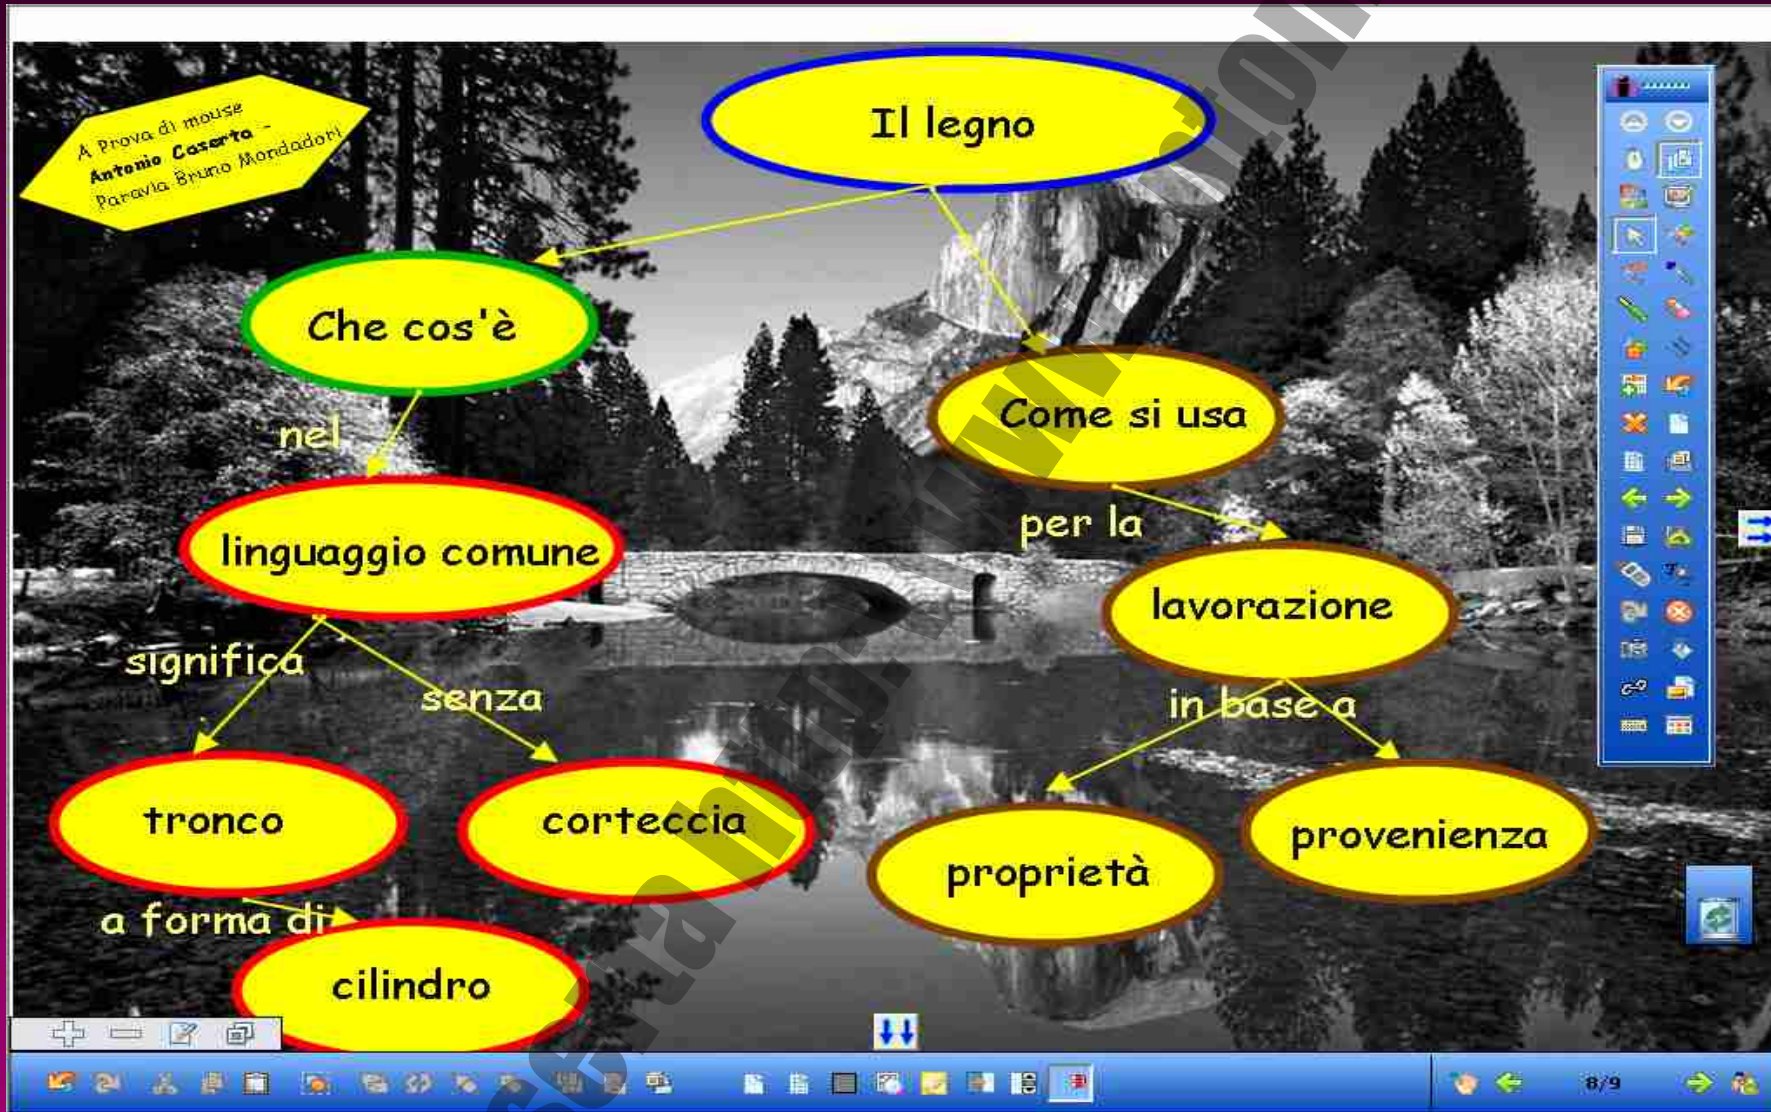 A Prova di mouse
Antonio Caserta -
Paravia Bruno Mondadori
Il legno
Che cos'è
Come si usa
nel
per la
linguaggio comune
lavorazione
significa
senza
in base a
tronco
corteccia
proprietà
provenienza
a forma di
cilindro
8/9